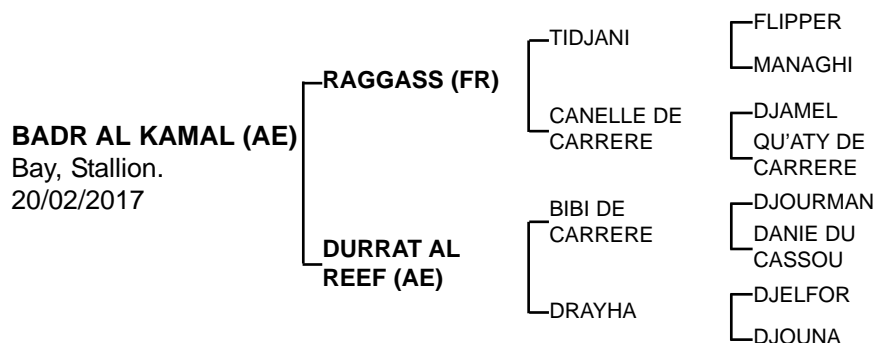 BADR AL KAMAL (AE)
Bay, Stallion.
20/02/2017
RAGGASS (FR)
DURRAT AL
REEF (AE)
TIDJANI
CANELLE DE
CARRERE
BIBI DE
CARRERE
DRAYHA
FLIPPER
MANAGHI
DJAMEL
QU'ATY DE
CARRERE
DJOURMAN
DANIE DU
CASSOU
DJELFOR
DJOUNA